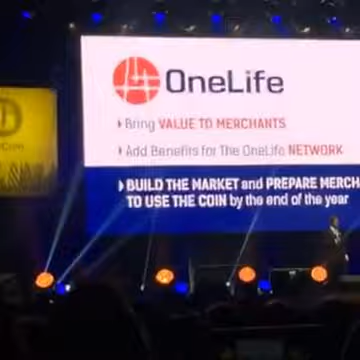 OneLife
Bring VALUE TO MERCHANTS
Add Benefits for The OneLife NETWORK
BUILD THE MARKET and PREPARE MERCH
TO USE THE COIN by the end of the year